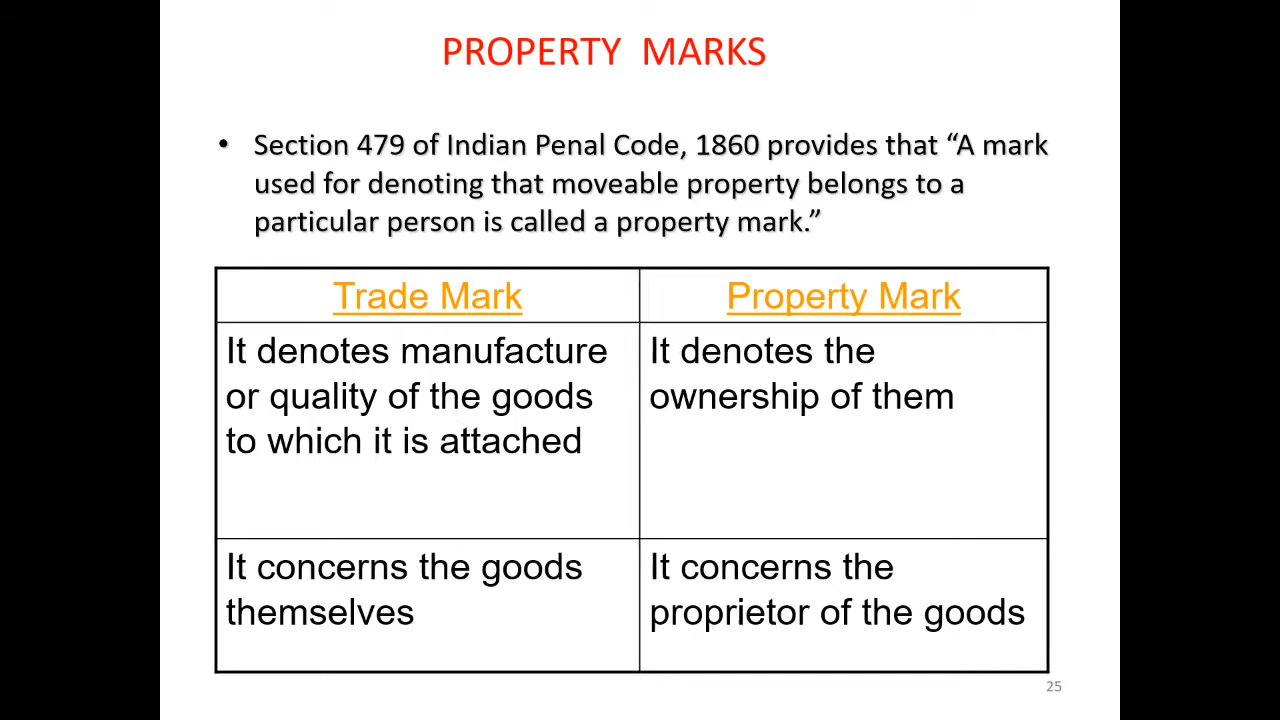 PROPERTY MARKS
• Section 479 of Indian Penal Code, 1860 provides that “A mark
used for denoting that moveable property belongs to a
particular person is called a property mark.”
Trade Mark
Property Mark
It denotes manufacture
or quality of the goods
to which it is attached
It denotes the
ownership of them
It concerns the goods
themselves
It concerns the
proprietor of the goods
25